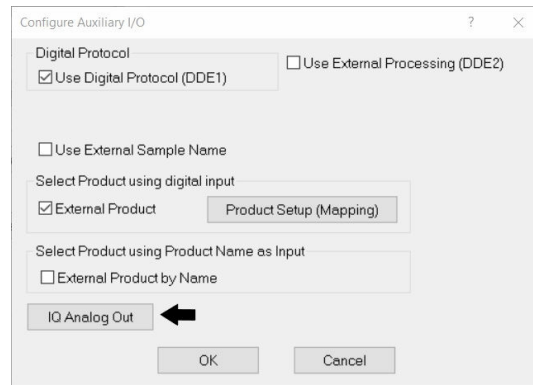 Configure Auxiliary I/O
? ×
Digital Protocol
Use Digital Protocol (DDE1)
Use External Processing (DDE2)
Use External Sample Name
Select Product using digital input
External Product
Product Setup (Mapping)
Select Product using Product Name as Input
External Product by Name
IQ Analog Out
OK
Cancel